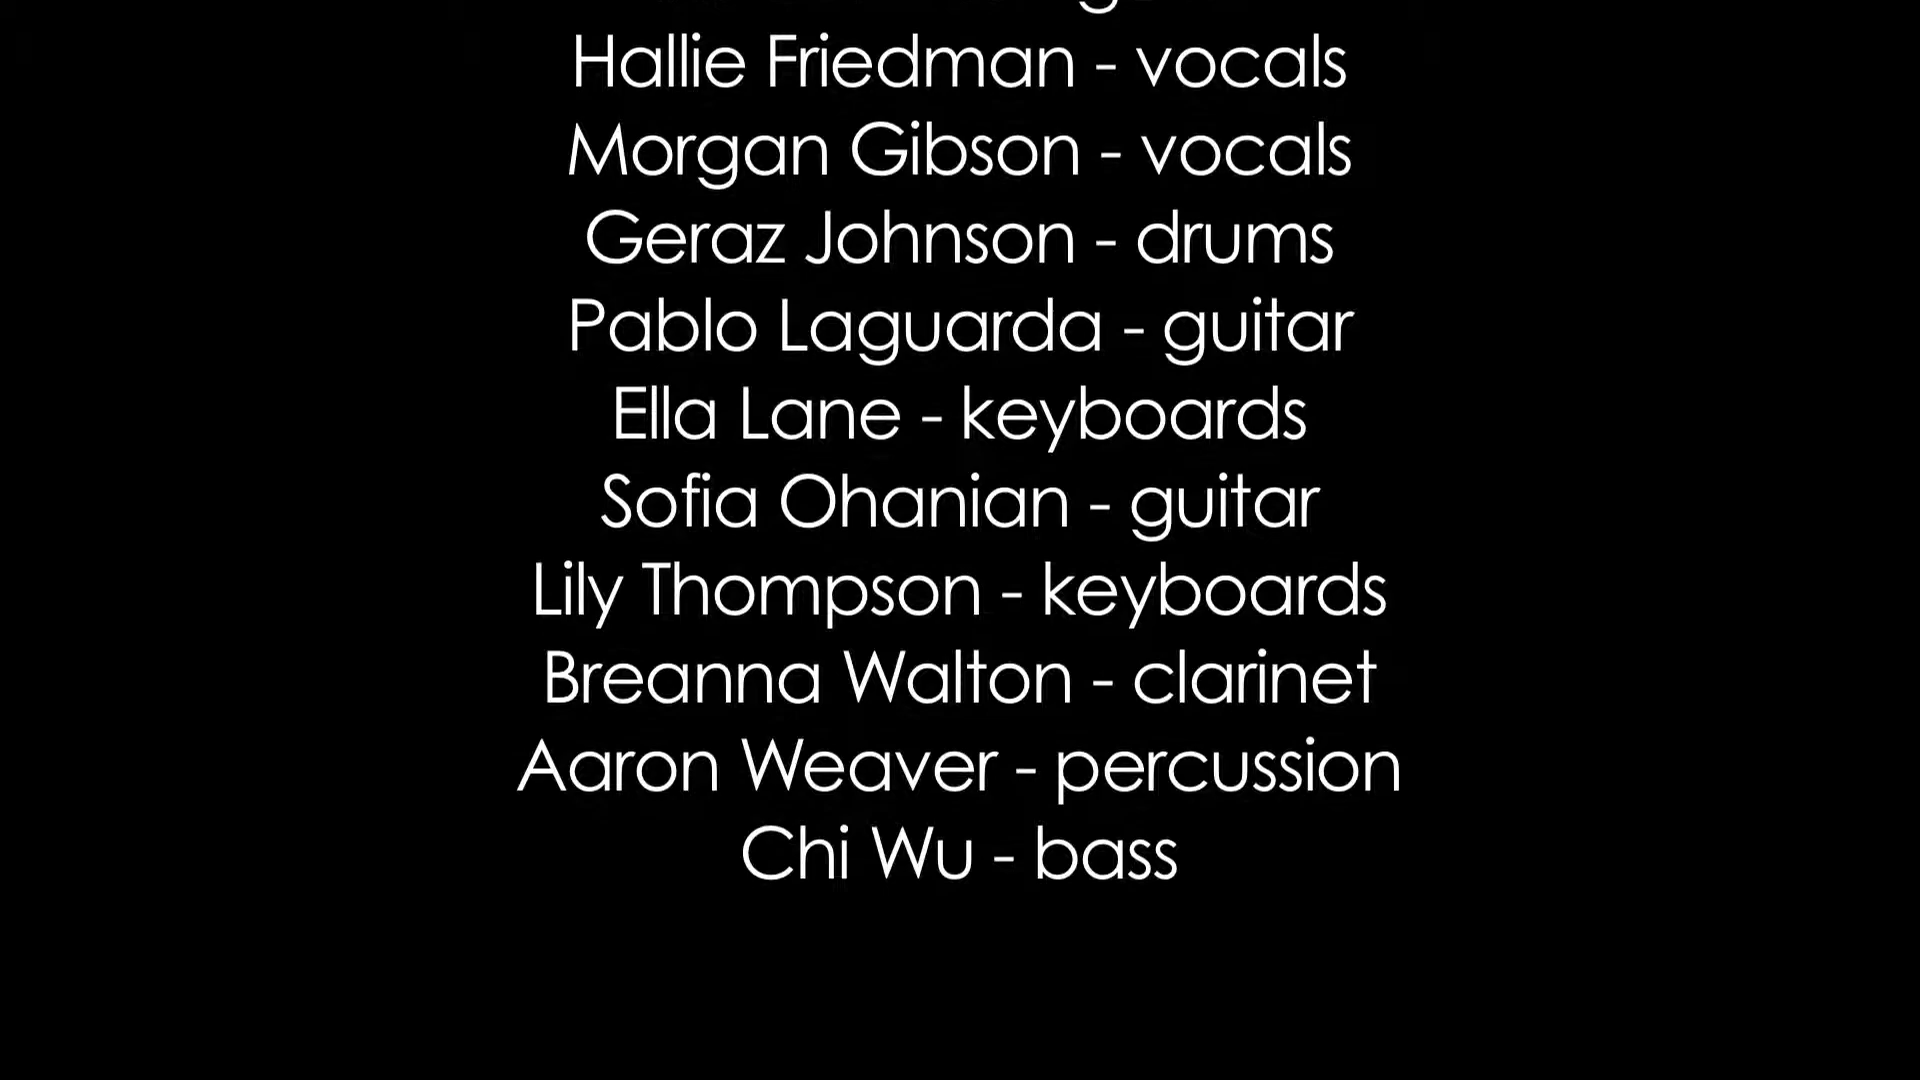 Hallie Friedman - vocals
Morgan Gibson - vocals
Geraz Johnson - drums
Pablo Laguarda - guitar
Ella Lane - keyboards
Sofia Ohanian - guitar
Lily Thompson - keyboards
Breanna Walton - clarinet
Aaron Weaver - percussion
Chi Wu - bass